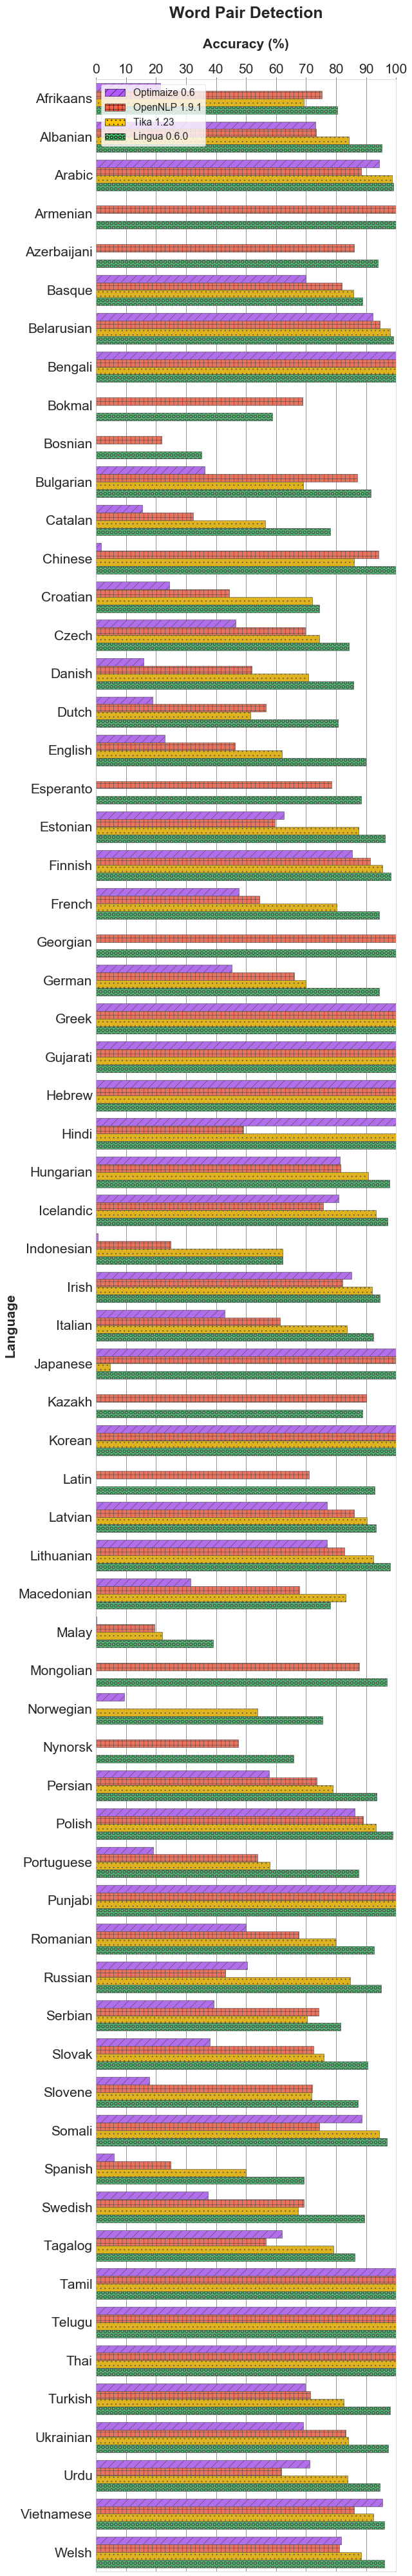 Word Pair Detection
Accuracy (%)
0 10 20 30 40 50 60 70 80 90 100
Optimaize 0.6
OpenNLP 1.9.1
Tika 1.23
Lingua 0.6.0
Afrikaans
Albanian
Arabic
Armenian
Azerbaijani
Basque
Belarusian
Bengali
Bokmal
Bosnian
Bulgarian
Catalan
Chinese
Croatian
Czech
Danish
Dutch
English
Esperanto
Estonian
Finnish
French
Georgian
German
Greek
Gujarati
Hebrew
Hindi
Hungarian
Icelandic
Indonesian
Irish
Language
Italian
Japanese
Kazakh
Korean
Latin
Latvian
Lithuanian
Macedonian
Malay
Mongolian
Norwegian
Nynorsk
Persian
Polish
Portuguese
Punjabi
Romanian
Russian
Serbian
Slovak
Slovene
Somali
Spanish
Swedish
Tagalog
Tamil
Telugu
Thai
Turkish
Ukrainian
Urdu
Vietnamese
Welsh